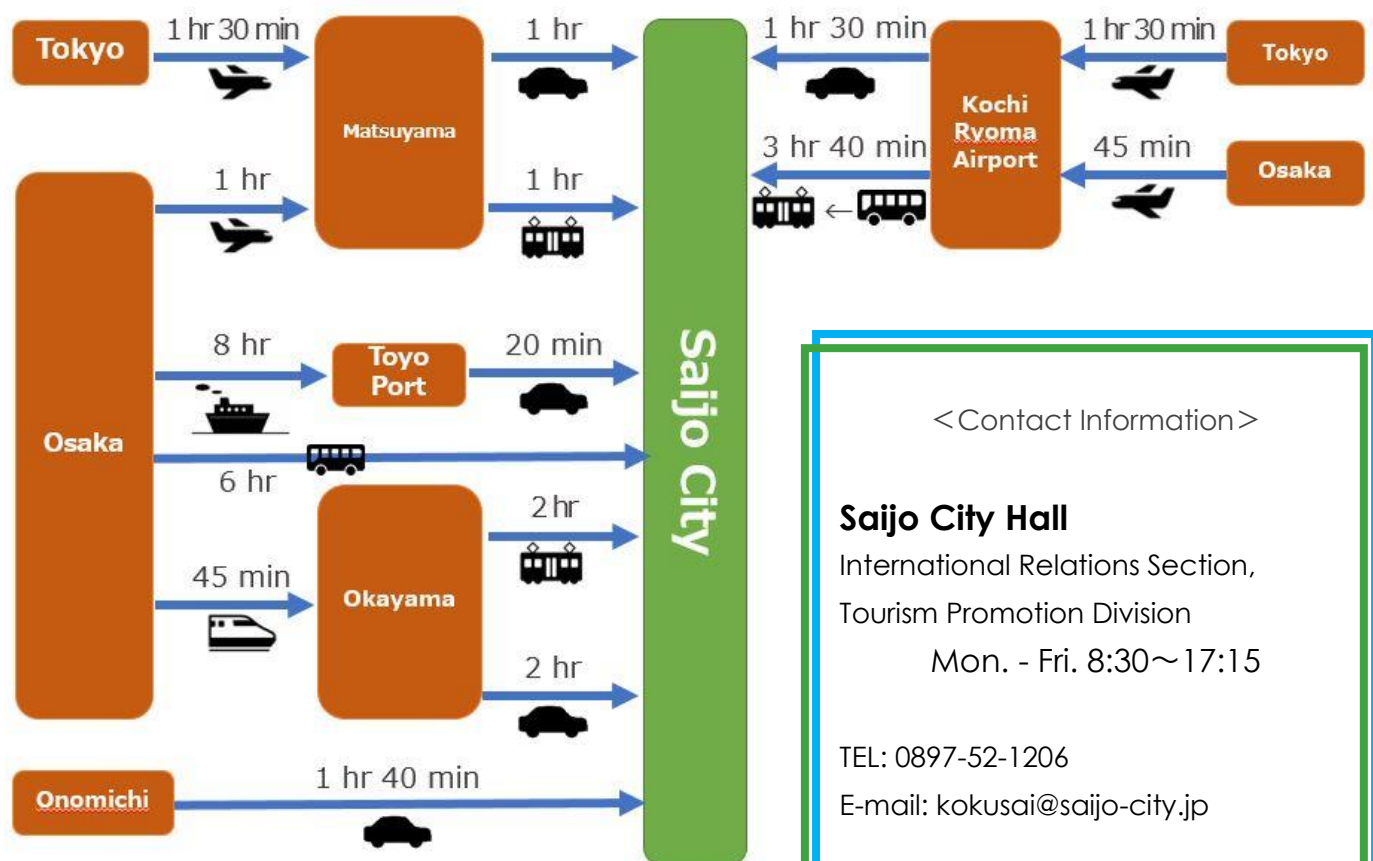 Tokyo
1 hr 30 min
1 hr
Matsuyama
Osaka
1 hr
1 hr
8 hr
Toyo
Port
20 min
6 hr
45 min
Okayama
2 hr
2 hr
Onomichi
1 hr 40 min
Saijo City
1 hr 30 min
3 hr 40 min
←
Kochi
Ryoma
Airport
1 hr 30 min
Tokyo
45 min
Osaka
<Contact Information>
Saijo City Hall
International Relations Section,
Tourism Promotion Division
Mon. - Fri. 8:30～17:15
TEL: 0897-52-1206
E-mail: kokusai@saijo-city.jp